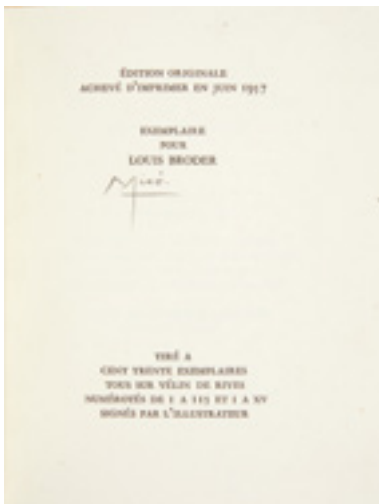 ÉDITION ORIGINALE
ACHEVÉ D'IMPRIMER EN JUIN 1957
EXEMPLAIRE
POUR
LOUIS BRODER
Miró.
TIRÉ A
CENT TRENTE EXEMPLAIRES
TOUS SUR VÉLIN DE RIVES
NUMÉROTÉS DE 1 A 115 ET I A XV
SIGNÉS PAR L'ILLUSTRATEUR